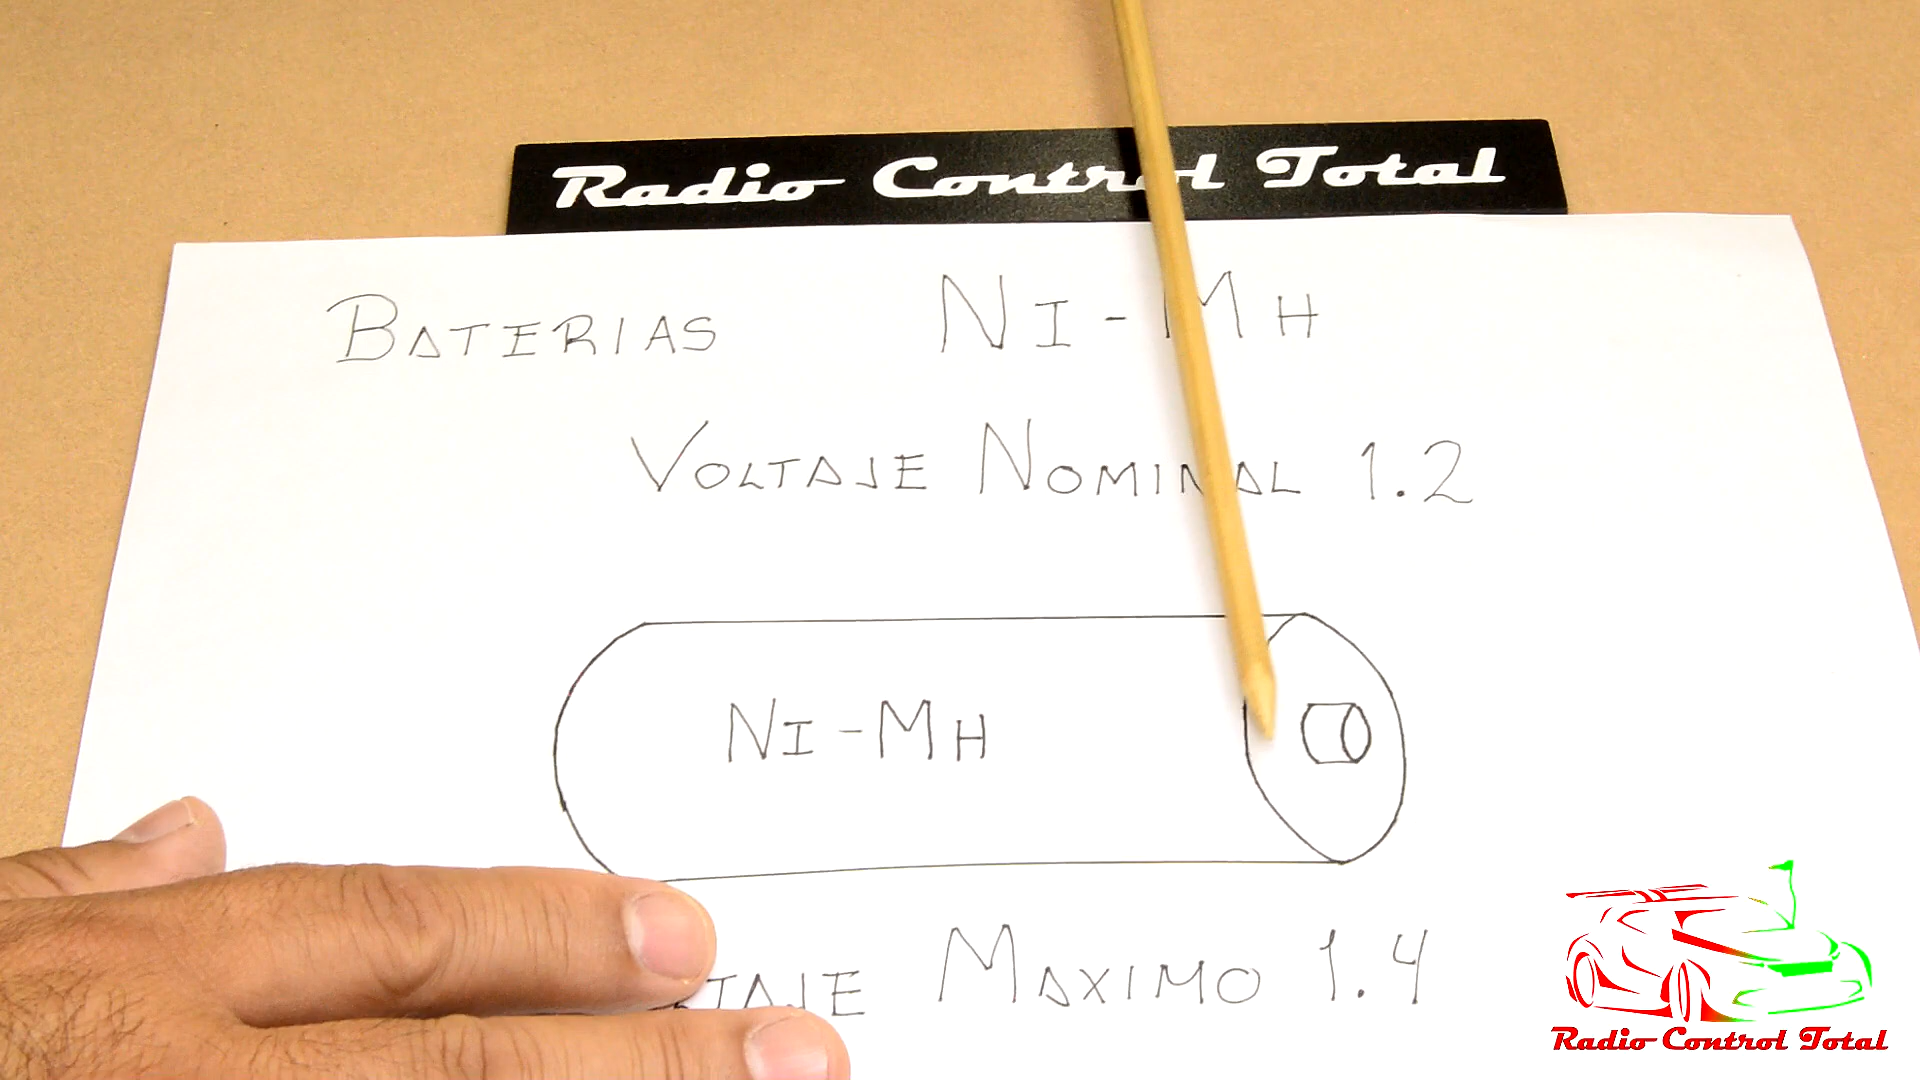 Radio Control Total
BATERIAS NI-MH
VOLTAJE NOMINAL 1.2
NI-MH
MAXIMO 1.4
Radio Control Total